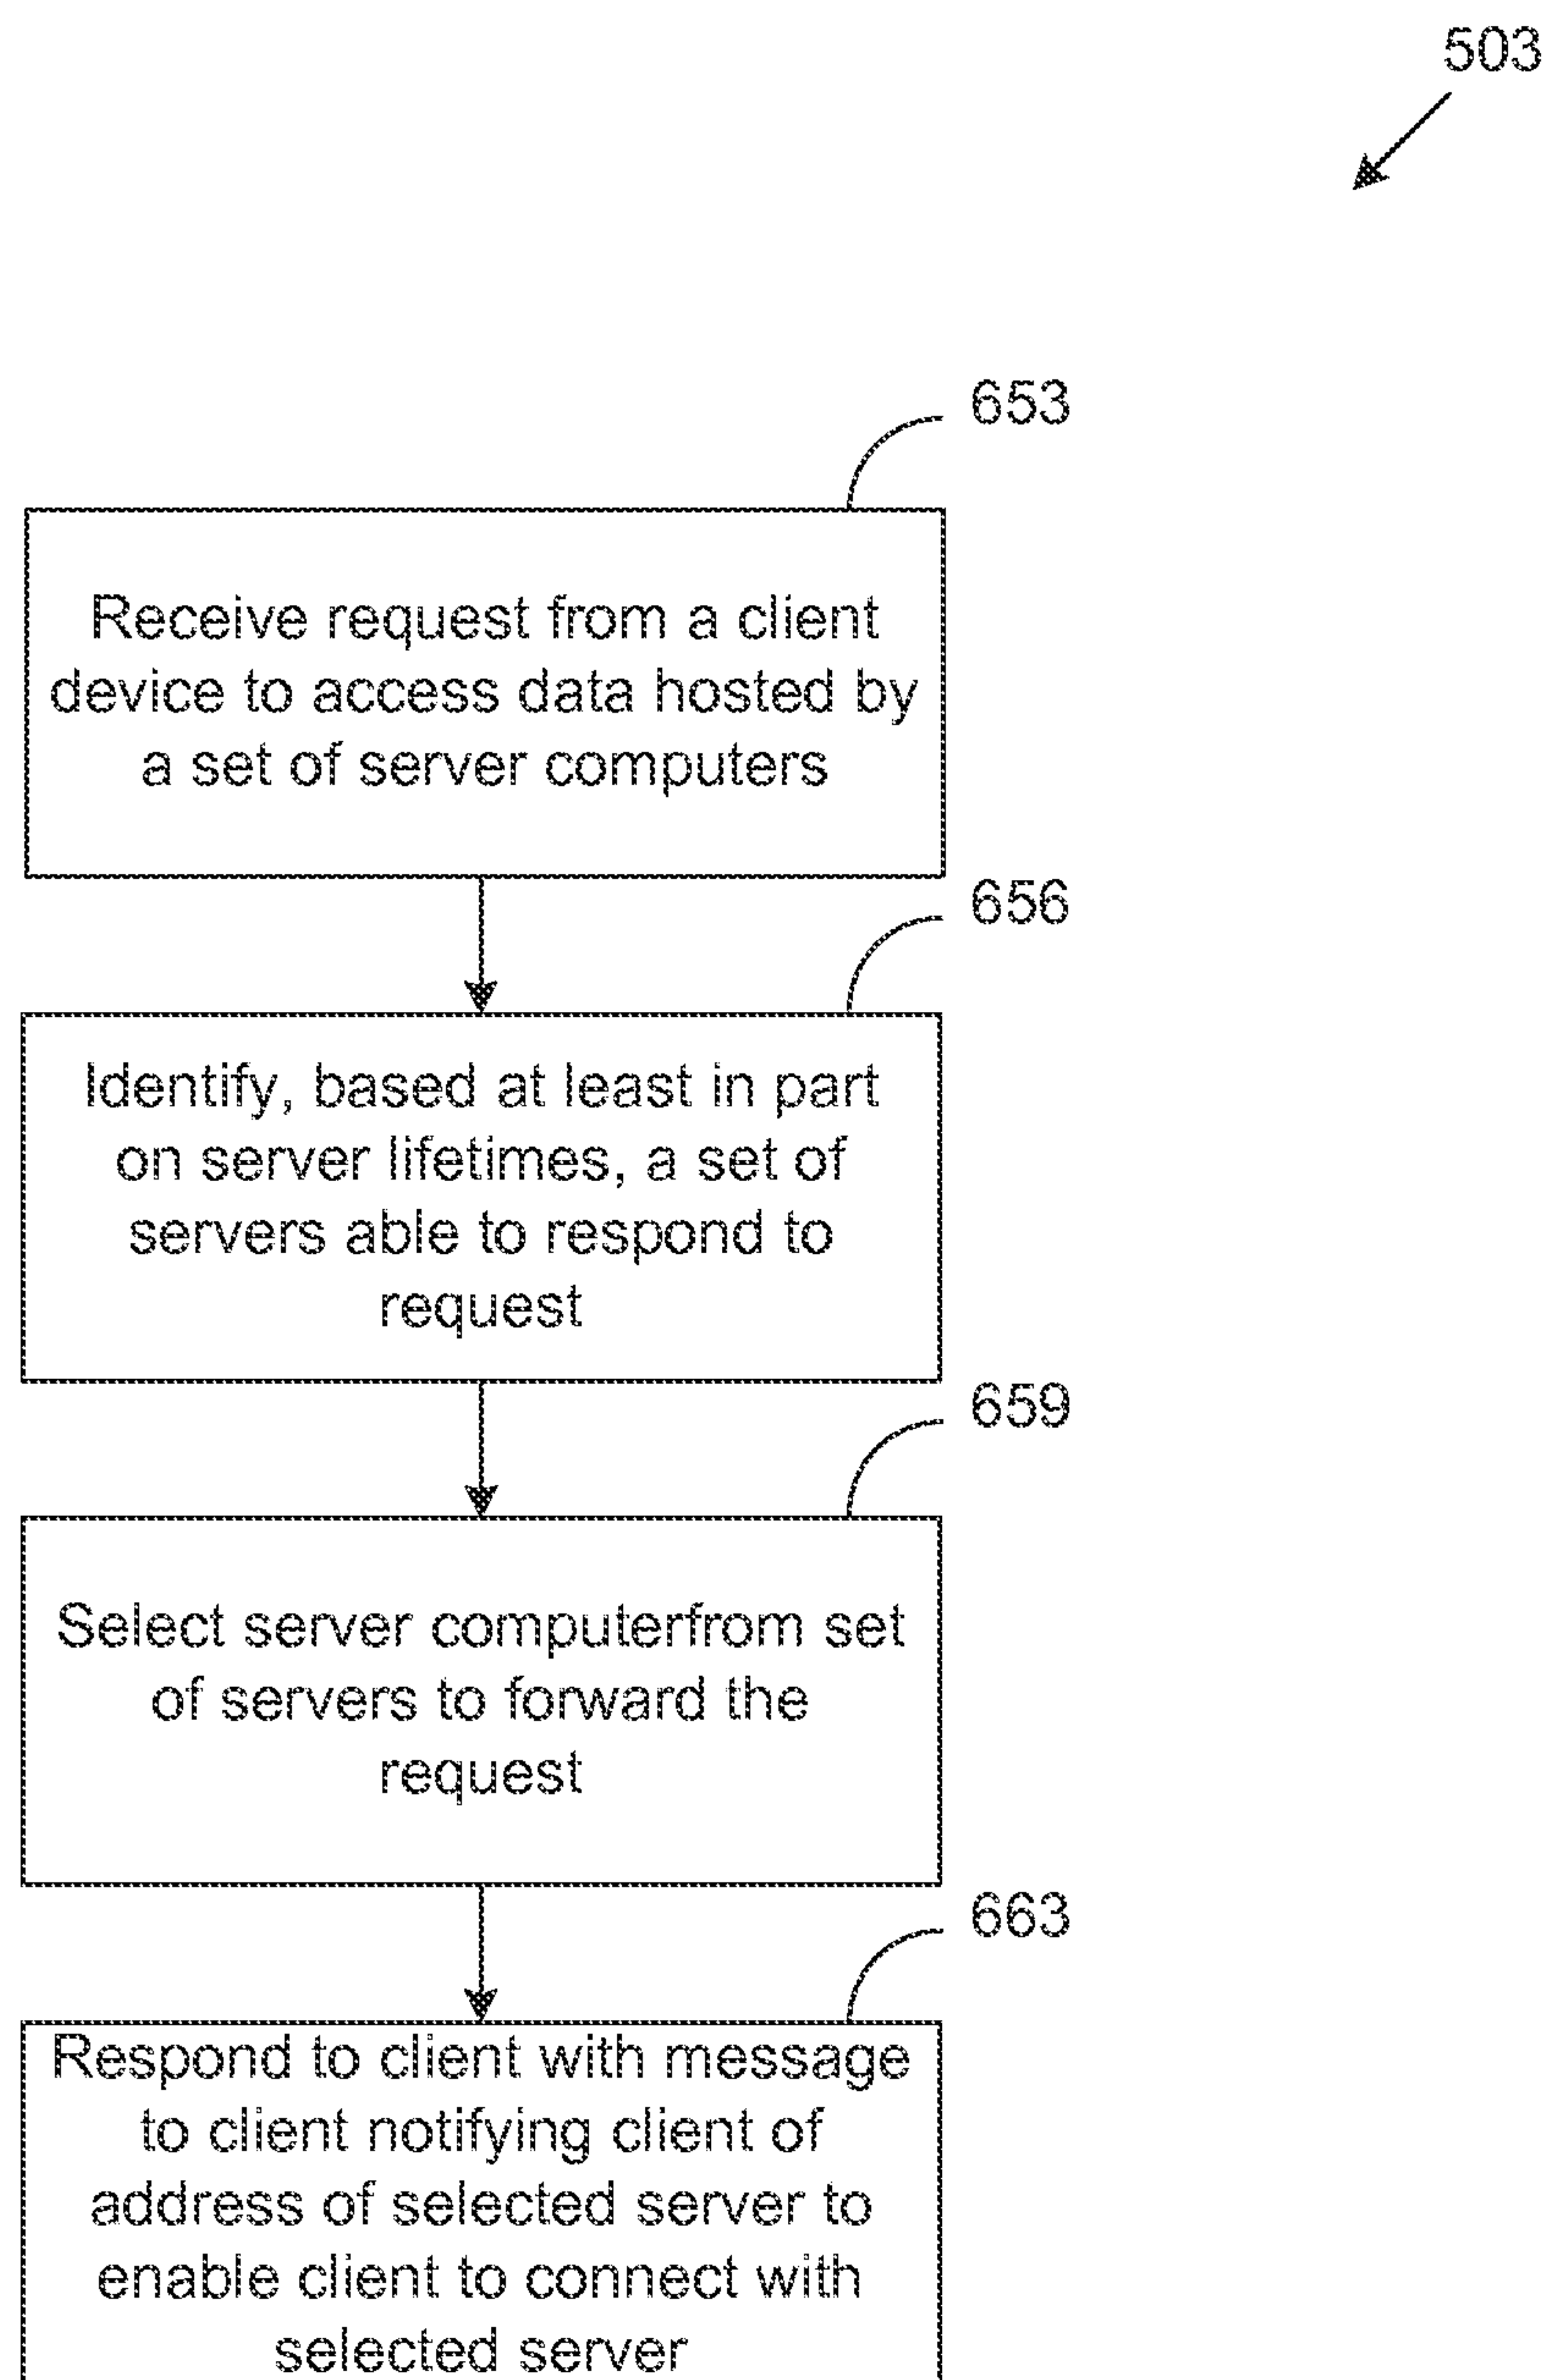 503
653
Receive request from a client
device to access data hosted by
a set of server computers
656
Identify, based at least in part
on server lifetimes, a set of
servers able to respond to
request
659
Select server computerfrom set
of servers to forward the
request
663
Respond to client with message
to client notifying client of
address of selected server to
enable client to connect with
selected server